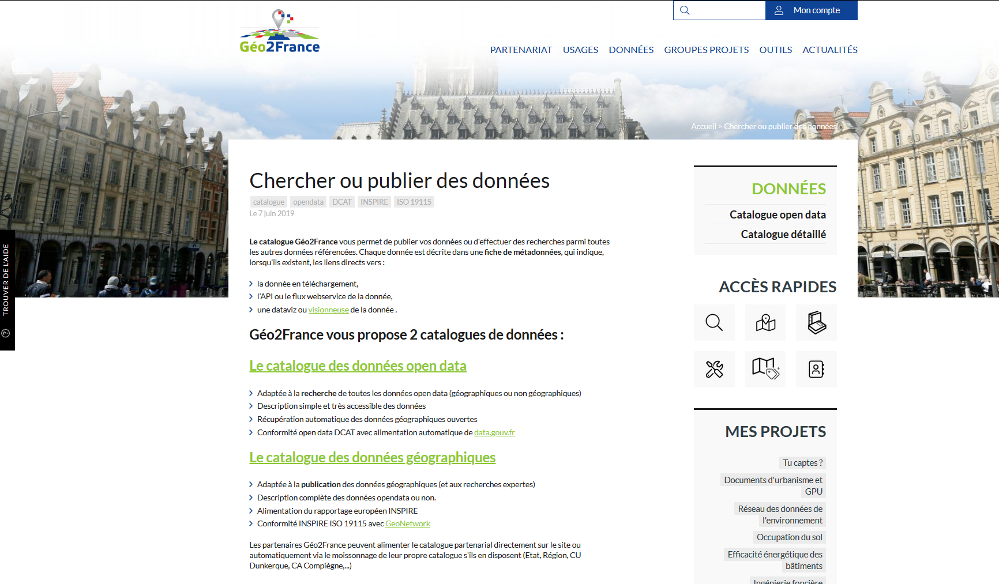 Mon compte
Géo2France
PARTENARIAT USAGES DONNÉES GROUPES PROJETS OUTILS ACTUALITÉS
Accueil > Chercher ou publier des données
Chercher ou publier des données
catalogue opendata DCAT INSPIRE ISO 19115
Le 7 juin 2019
Le catalogue Géo2France vous permet de publier vos données ou d'effectuer des recherches parmi toutes
les autres données référencées. Chaque donnée est décrite dans une fiche de métadonnées, qui indique,
lorsqu'ils existent, les liens directs vers :
la donnée en téléchargement,
l'API ou le flux webservice de la donnée,
une dataviz ou visionneuse de la donnée .
Géo2France vous propose 2 catalogues de données :
Le catalogue des données open data
Adaptée à la recherche de toutes les données open data (géographiques ou non géographiques)
Description simple et très accessible des données
Récupération automatique des données géographiques ouvertes
Conformité open data DCAT avec alimentation automatique de data.gouv.fr
Le catalogue des données géographiques
Adaptée à la publication des données géographiques (et aux recherches expertes)
Description complète des données opendata ou non.
Alimentation du rapportage européen INSPIRE
Conformité INSPIRE ISO 19115 avec GeoNetwork
Les partenaires Géo2France peuvent alimenter le catalogue partenarial directement sur le site ou
automatiquement via le moissonnage de leur propre catalogue s'ils en disposent (Etat, Région, CU
Dunkerque, CA Compiègne,...)
DONNÉES
Catalogue open data
Catalogue détaillé
ACCÈS RAPIDES
MES PROJETS
Tu captes ?
Documents d'urbanisme et
GPU
Réseau des données de
l'environnement
Occupation du sol
Efficacité énergétique des
bâtiments
Ingénierie foncière
TROUVER DE L'AIDE